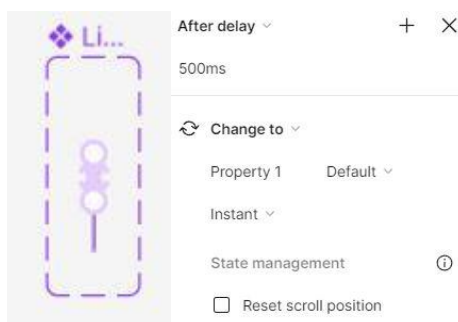 Li...
After delay
500ms
Change to
Property 1 Default
Instant
State management
Reset scroll position